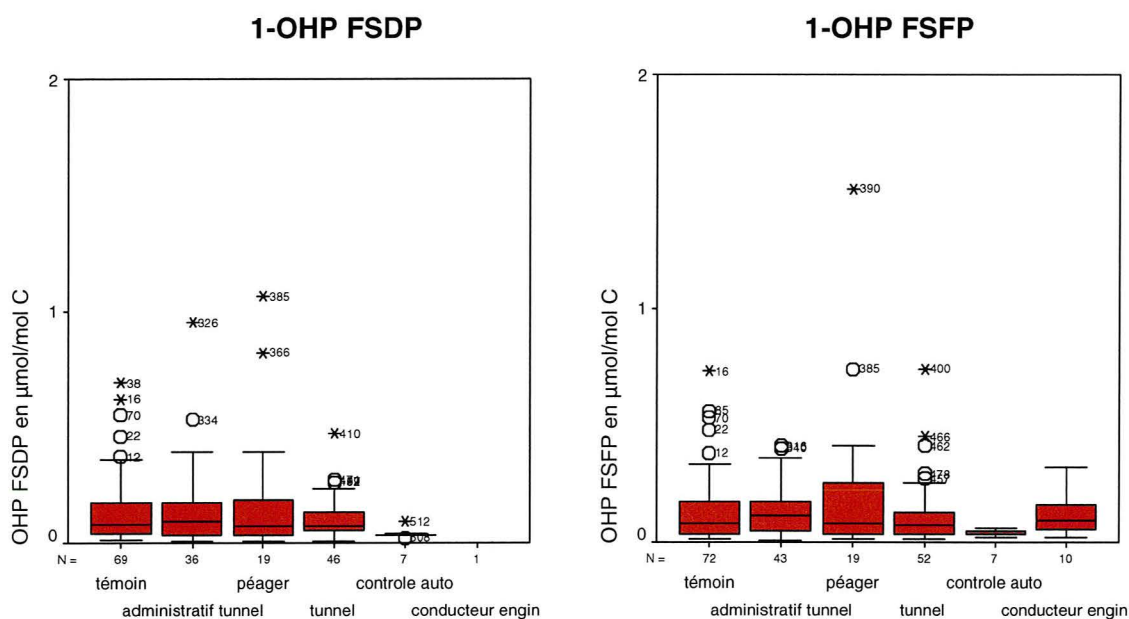 1-OHP FSDP
OHP FSDP en µmol/mol C
2
1
0
385
326
366
38
16
70
334
22
12
410
512
N = 69 36 19 46 7 1
témoin péager controle auto
administratif tunnel tunnel conducteur engin
1-OHP FSFP
OHP FSFP en µmol/mol C
2
1
0
390
16
385
400
70
22
12
466
462
478
457
N = 72 43 19 52 7 10
témoin péager controle auto
administratif tunnel tunnel conducteur engin